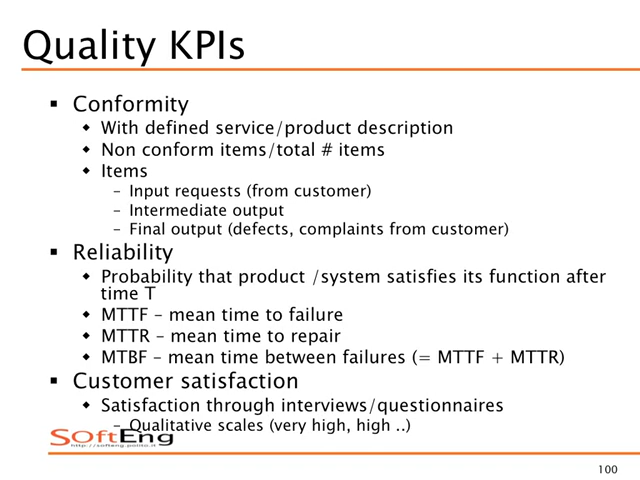 Quality KPIs
▪ Conformity
◆ With defined service/product description
◆ Non conform items/total # items
◆ Items
– Input requests (from customer)
– Intermediate output
– Final output (defects, complaints from customer)
▪ Reliability
◆ Probability that product /system satisfies its function after
time T
◆ MTTF – mean time to failure
◆ MTTR – mean time to repair
◆ MTBF – mean time between failures (= MTTF + MTTR)
▪ Customer satisfaction
◆ Satisfaction through interviews/questionnaires
– Qualitative scales (very high, high ..)
SOftEng
http://softeng.polito.it
100